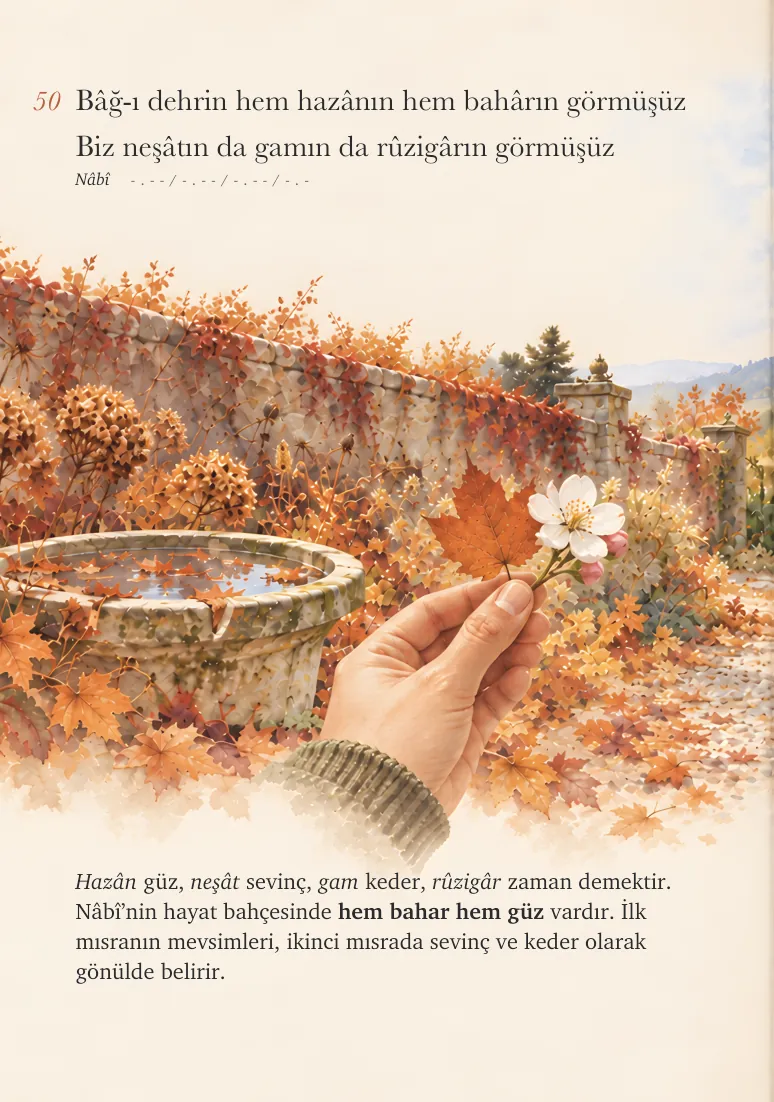 50 Bâğ-ı dehrin hem hazânın hem bahârın görmüşüz
Biz neşâtın da gamın da rûzigârın görmüşüz
Nâbî - . - - / - . - - / - . - - / - . -
Hazân güz, neşât sevinç, gam keder, rûzigâr zaman demektir.
Nâbî’nin hayat bahçesinde hem bahar hem güz vardır. İlk
mısranın mevsimleri, ikinci mısrada sevinç ve keder olarak
gönülde belirir.